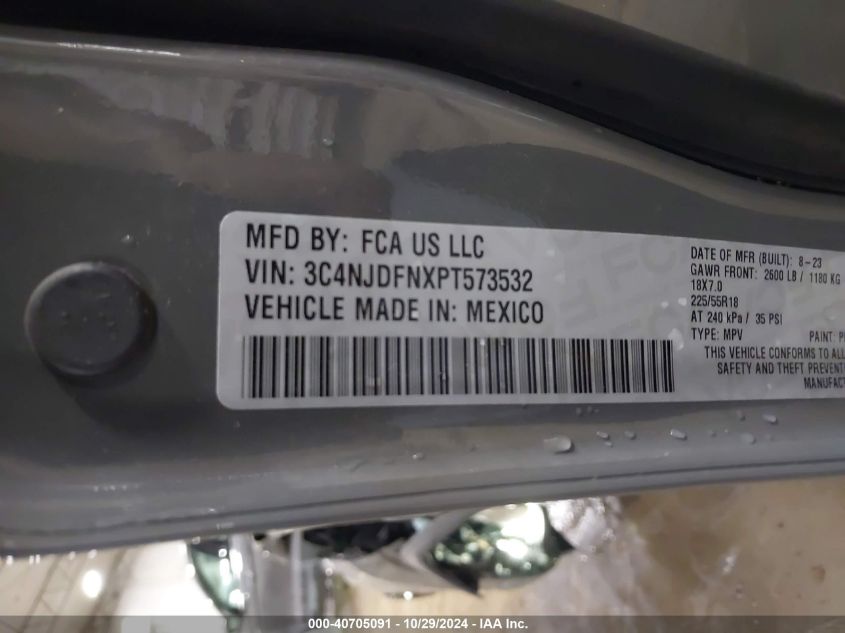 MFD BY: FCA US LLC
VIN: 3C4NJDFNXPT573532
VEHICLE MADE IN: MEXICO
DATE OF MFR (BUILT): 8-23
GAWR FRONT: 2600 LB / 1180 KG
18X7.0
225/55R18
AT 240 kPa / 35 PSI
TYPE: MPV PAINT:
THIS VEHICLE CONFORMS TO ALL
SAFETY AND THEFT
000-40705091 - 10/29/2024 - IAA Inc.